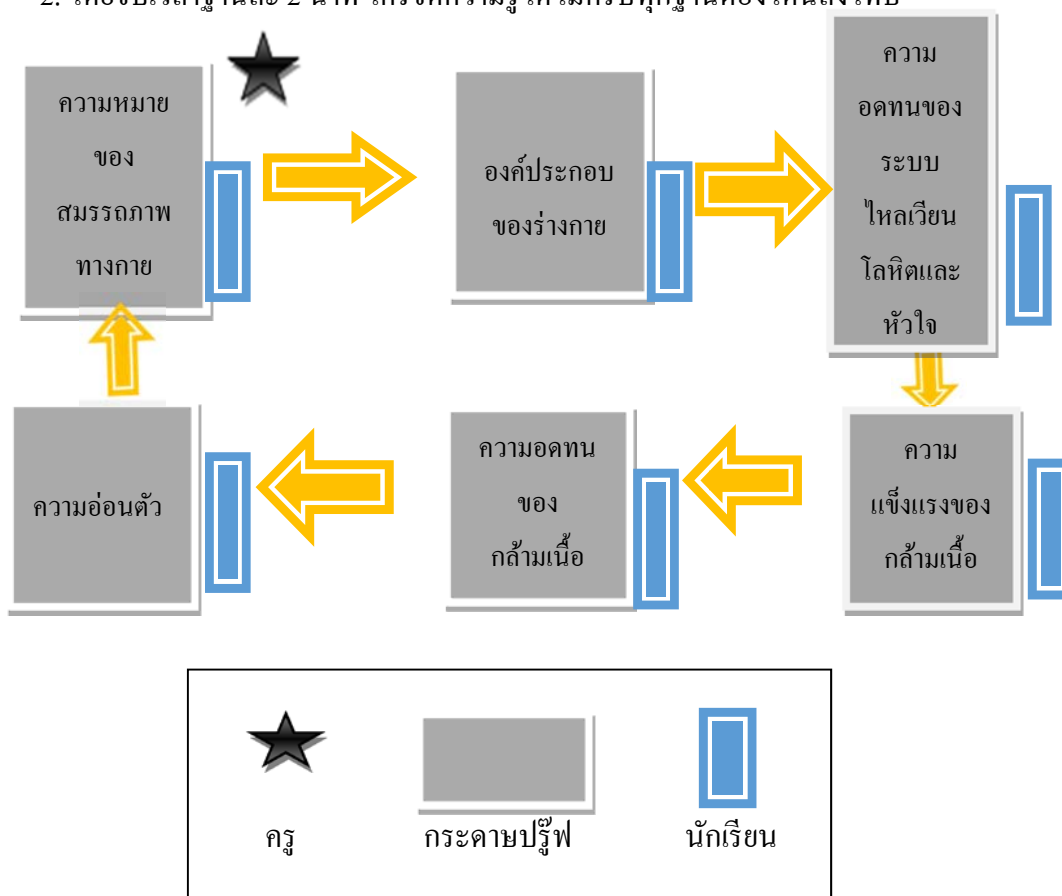 ความหมาย
ของ
สมรรถภาพ
ทางกาย
องค์ประกอบ
ของร่างกาย
ความ
อดทนของ
ระบบ
ไหลเวียน
โลหิตและ
หัวใจ
ความอ่อนตัว
ความอดทน
ของ
กล้ามเนื้อ
ความ
แข็งแรงของ
กล้ามเนื้อ
ครู
กระดาษปรู๊ฟ
นักเรียน